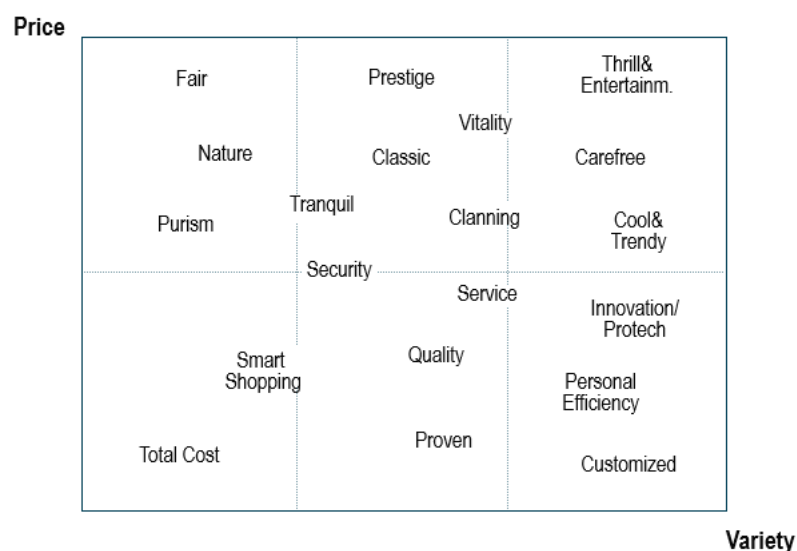 Price
Fair
Prestige
Thrill&
Entertainm.
Vitality
Nature
Classic
Carefree
Tranquil
Purism
Clanning
Cool&
Trendy
Security
Service
Innovation/
Protech
Smart
Shopping
Quality
Personal
Efficiency
Total Cost
Proven
Customized
Variety